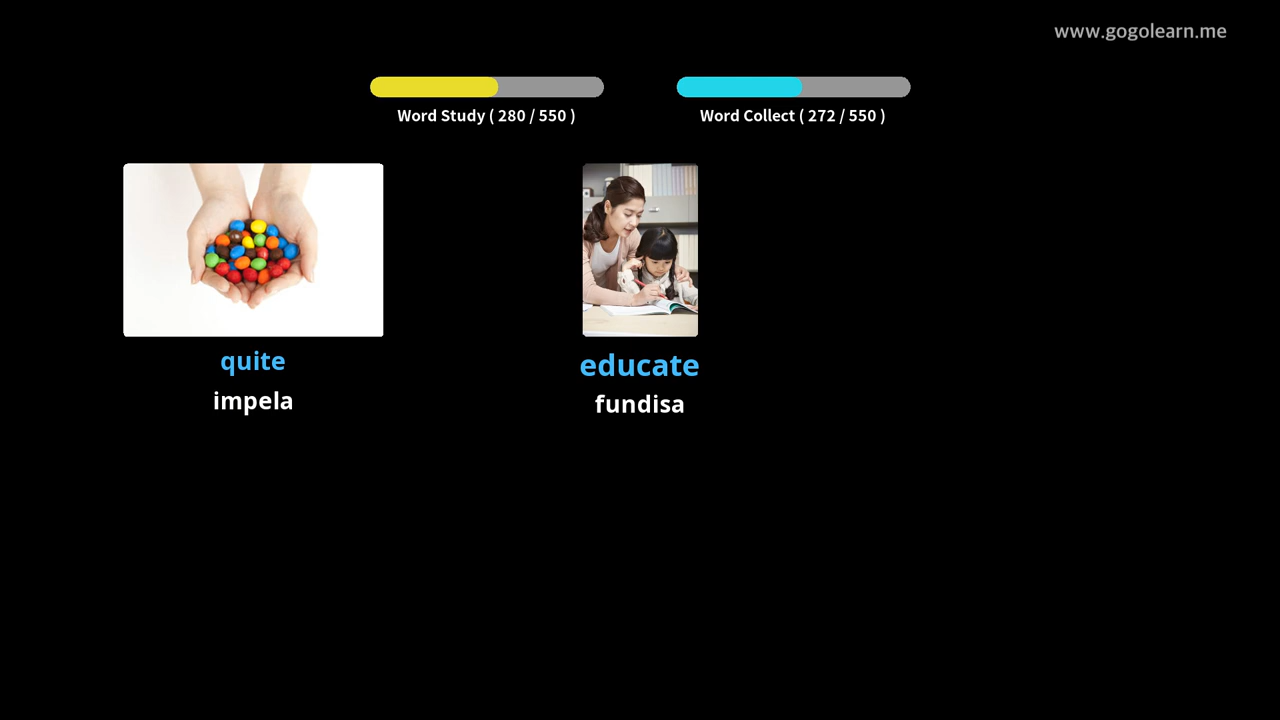 www.gogolearn.me
Word Study ( 280 / 550 )
Word Collect ( 272 / 550 )
quite
impela
educate
fundisa